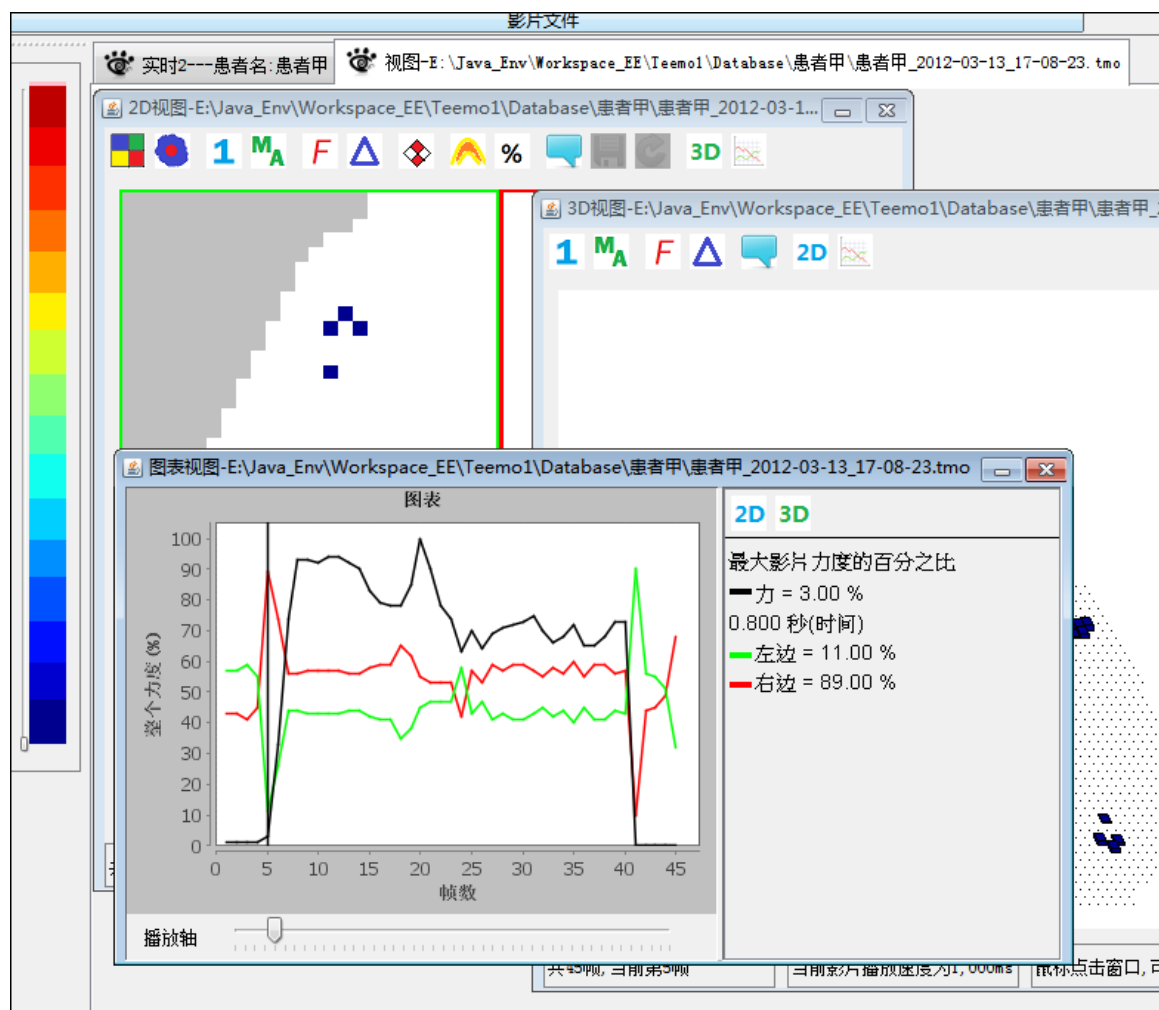 影片文件
实时2---患者名:患者甲
视图-E:\Java_Env\Workspace_EE\Teemo1\Database\患者甲\患者甲_2012-03-13_17-08-23.tmo
2D视图-E:\Java_Env\Workspace_EE\Teemo1\Database\患者甲\患者甲_2012-03-1...
1 MA F % 3D
3D视图-E:\Java_Env\Workspace_EE\Teemo1\Database\患者甲\患者甲_
1 MA F 2D
图表视图-E:\Java_Env\Workspace_EE\Teemo1\Database\患者甲\患者甲_2012-03-13_17-08-23.tmo
图表
整个力度(%)
100
90
80
70
60
50
40
30
20
10
0
0 5 10 15 20 25 30 35 40 45
帧数
播放轴
2D 3D
最大影片力度的百分之比
力 = 3.00 %
0.800 秒(时间)
左边 = 11.00 %
右边 = 89.00 %
共45帧,当前第5帧
当前影片播放速度为1,000ms
鼠标点击窗口,可